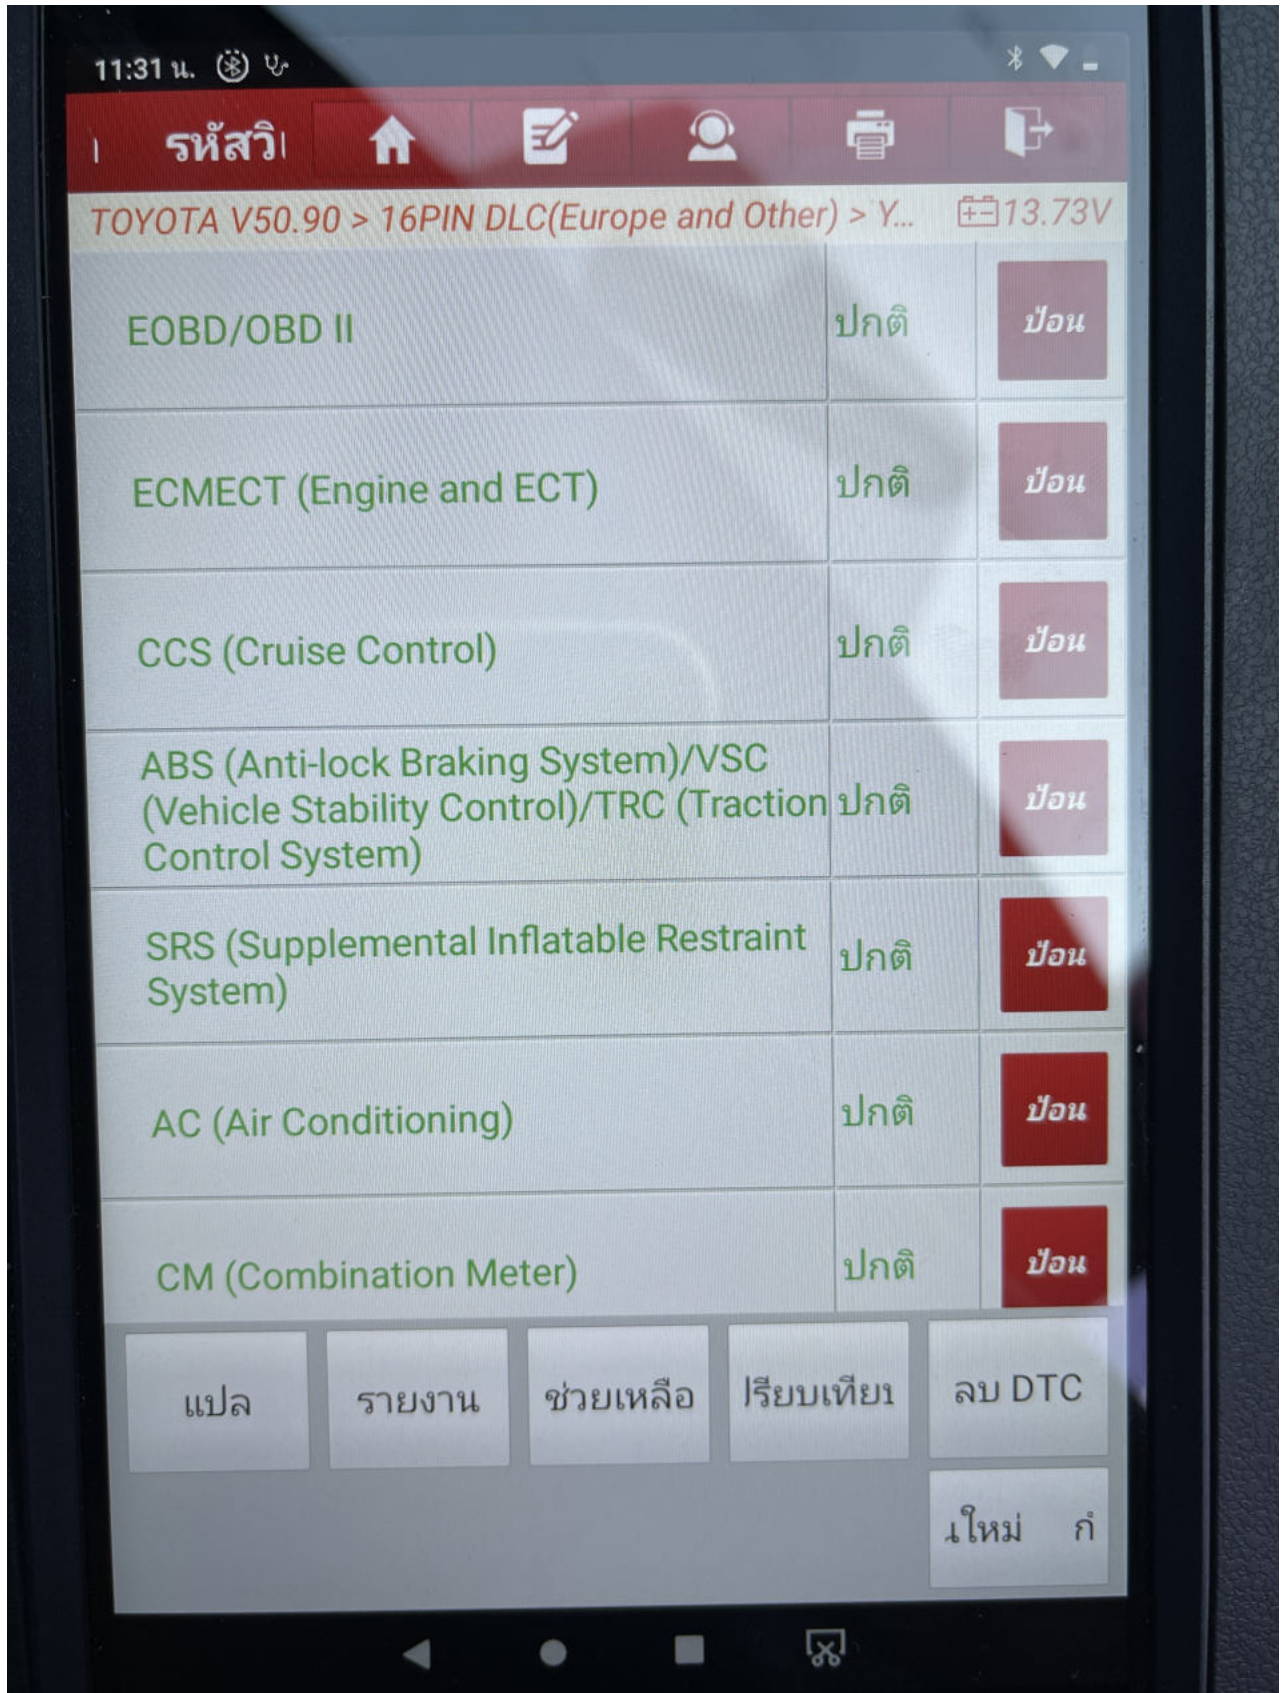 11:31 น.
รหัสวิเ
TOYOTA V50.90 > 16PIN DLC(Europe and Other) > Y... 13.73V
EOBD/OBD II ปกติ ป้อน
ECMECT (Engine and ECT) ปกติ ป้อน
CCS (Cruise Control) ปกติ ป้อน
ABS (Anti-lock Braking System)/VSC
(Vehicle Stability Control)/TRC (Traction ปกติ ป้อน
Control System)
SRS (Supplemental Inflatable Restraint
System) ปกติ ป้อน
AC (Air Conditioning) ปกติ ป้อน
CM (Combination Meter) ปกติ ป้อน
แปล รายงาน ช่วยเหลือ เรียบเทียบ ลบ DTC
ใหม่ ก่